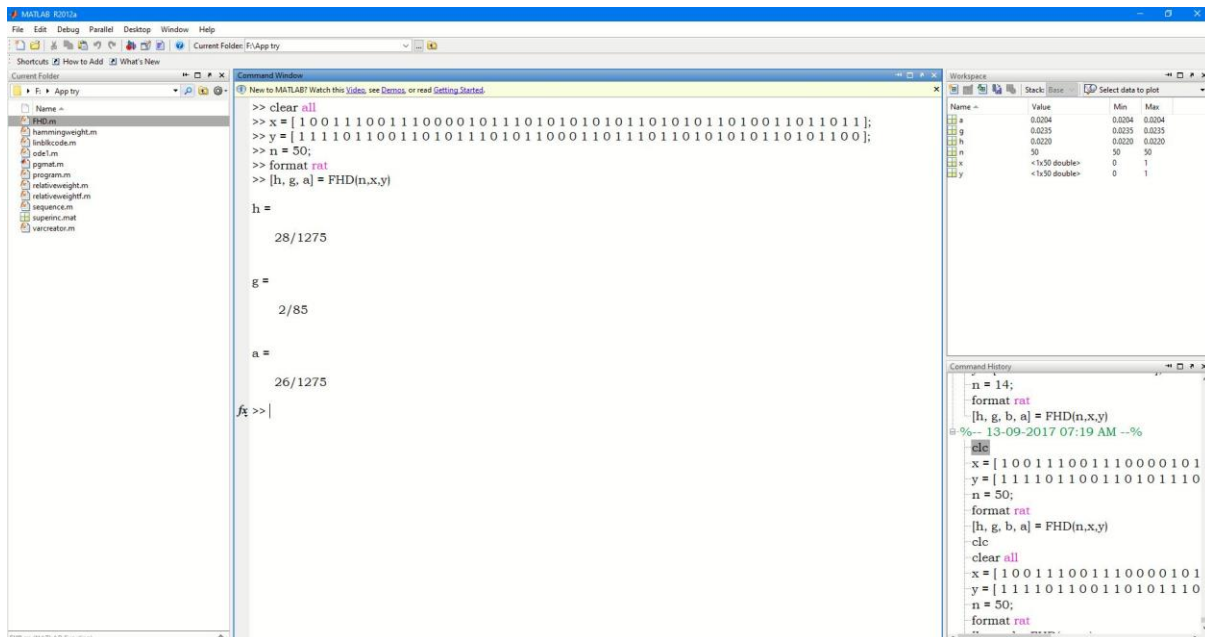 MATLAB R2012a
File Edit Debug Parallel Desktop Window Help
Current Folder: F:\App try
Shortcuts How to Add What's New
Current Folder
F: App try
Name
FHD.m
hammingweight.m
linblkcode.m
ode1.m
pgmat.m
program.m
relativeweight.m
relativeweightf.m
sequence.m
superinc.mat
varcreator.m
Command Window
New to MATLAB? Watch this Video, see Demos, or read Getting Started.
>> clear all
>> x = [ 1 0 0 1 1 1 0 0 1 1 1 0 0 0 0 1 0 1 1 1 0 1 0 1 0 1 0 1 0 1 1 0 1 0 1 0 1 1 0 1 0 0 1 1 0 1 1 0 1 1 ];
>> y = [ 1 1 1 1 0 1 1 0 0 1 1 0 1 0 1 1 1 0 1 0 1 1 0 0 0 1 1 0 1 1 1 0 1 1 0 1 0 1 0 1 0 1 1 0 1 0 1 1 0 0 ];
>> n = 50;
>> format rat
>> [h, g, a] = FHD(n,x,y)
h =
28/1275
g =
2/85
a =
26/1275
fx >>
Workspace
Stack: Base Select data to plot
Name Value Min Max
a 0.0204 0.0204 0.0204
g 0.0235 0.0235 0.0235
h 0.0220 0.0220 0.0220
n 50 50 50
x <1x50 double> 0 1
y <1x50 double> 0 1
Command History
n = 14;
format rat
[h, g, b, a] = FHD(n,x,y)
%-- 13-09-2017 07:19 AM --%
clc
x = [ 1 0 0 1 1 1 0 0 1 1 1 0 0 0 0 1 0 1
y = [ 1 1 1 1 0 1 1 0 0 1 1 0 1 0 1 1 1 0
n = 50;
format rat
[h, g, b, a] = FHD(n,x,y)
clc
clear all
x = [ 1 0 0 1 1 1 0 0 1 1 1 0 0 0 0 1 0 1
y = [ 1 1 1 1 0 1 1 0 0 1 1 0 1 0 1 1 1 0
n = 50;
format rat